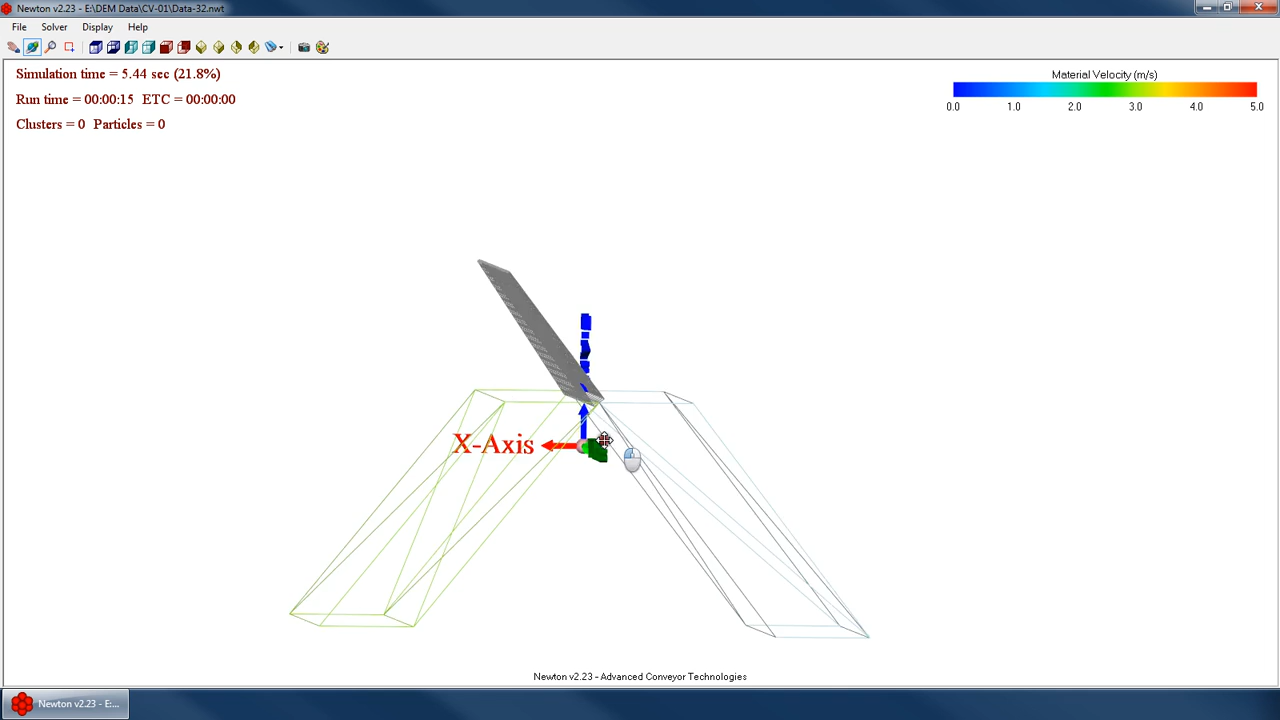 Newton v2.23 - E:\DEM Data\CV-01\Data-32.nwt
File Solver Display Help
Simulation time = 5.44 sec (21.8%)
Run time = 00:00:15 ETC = 00:00:00
Clusters = 0 Particles = 0
Material Velocity (m/s)
0.0 1.0 2.0 3.0 4.0 5.0
X-Axis
Newton v2.23 - Advanced Conveyor Technologies
Newton v2.23 - E:...